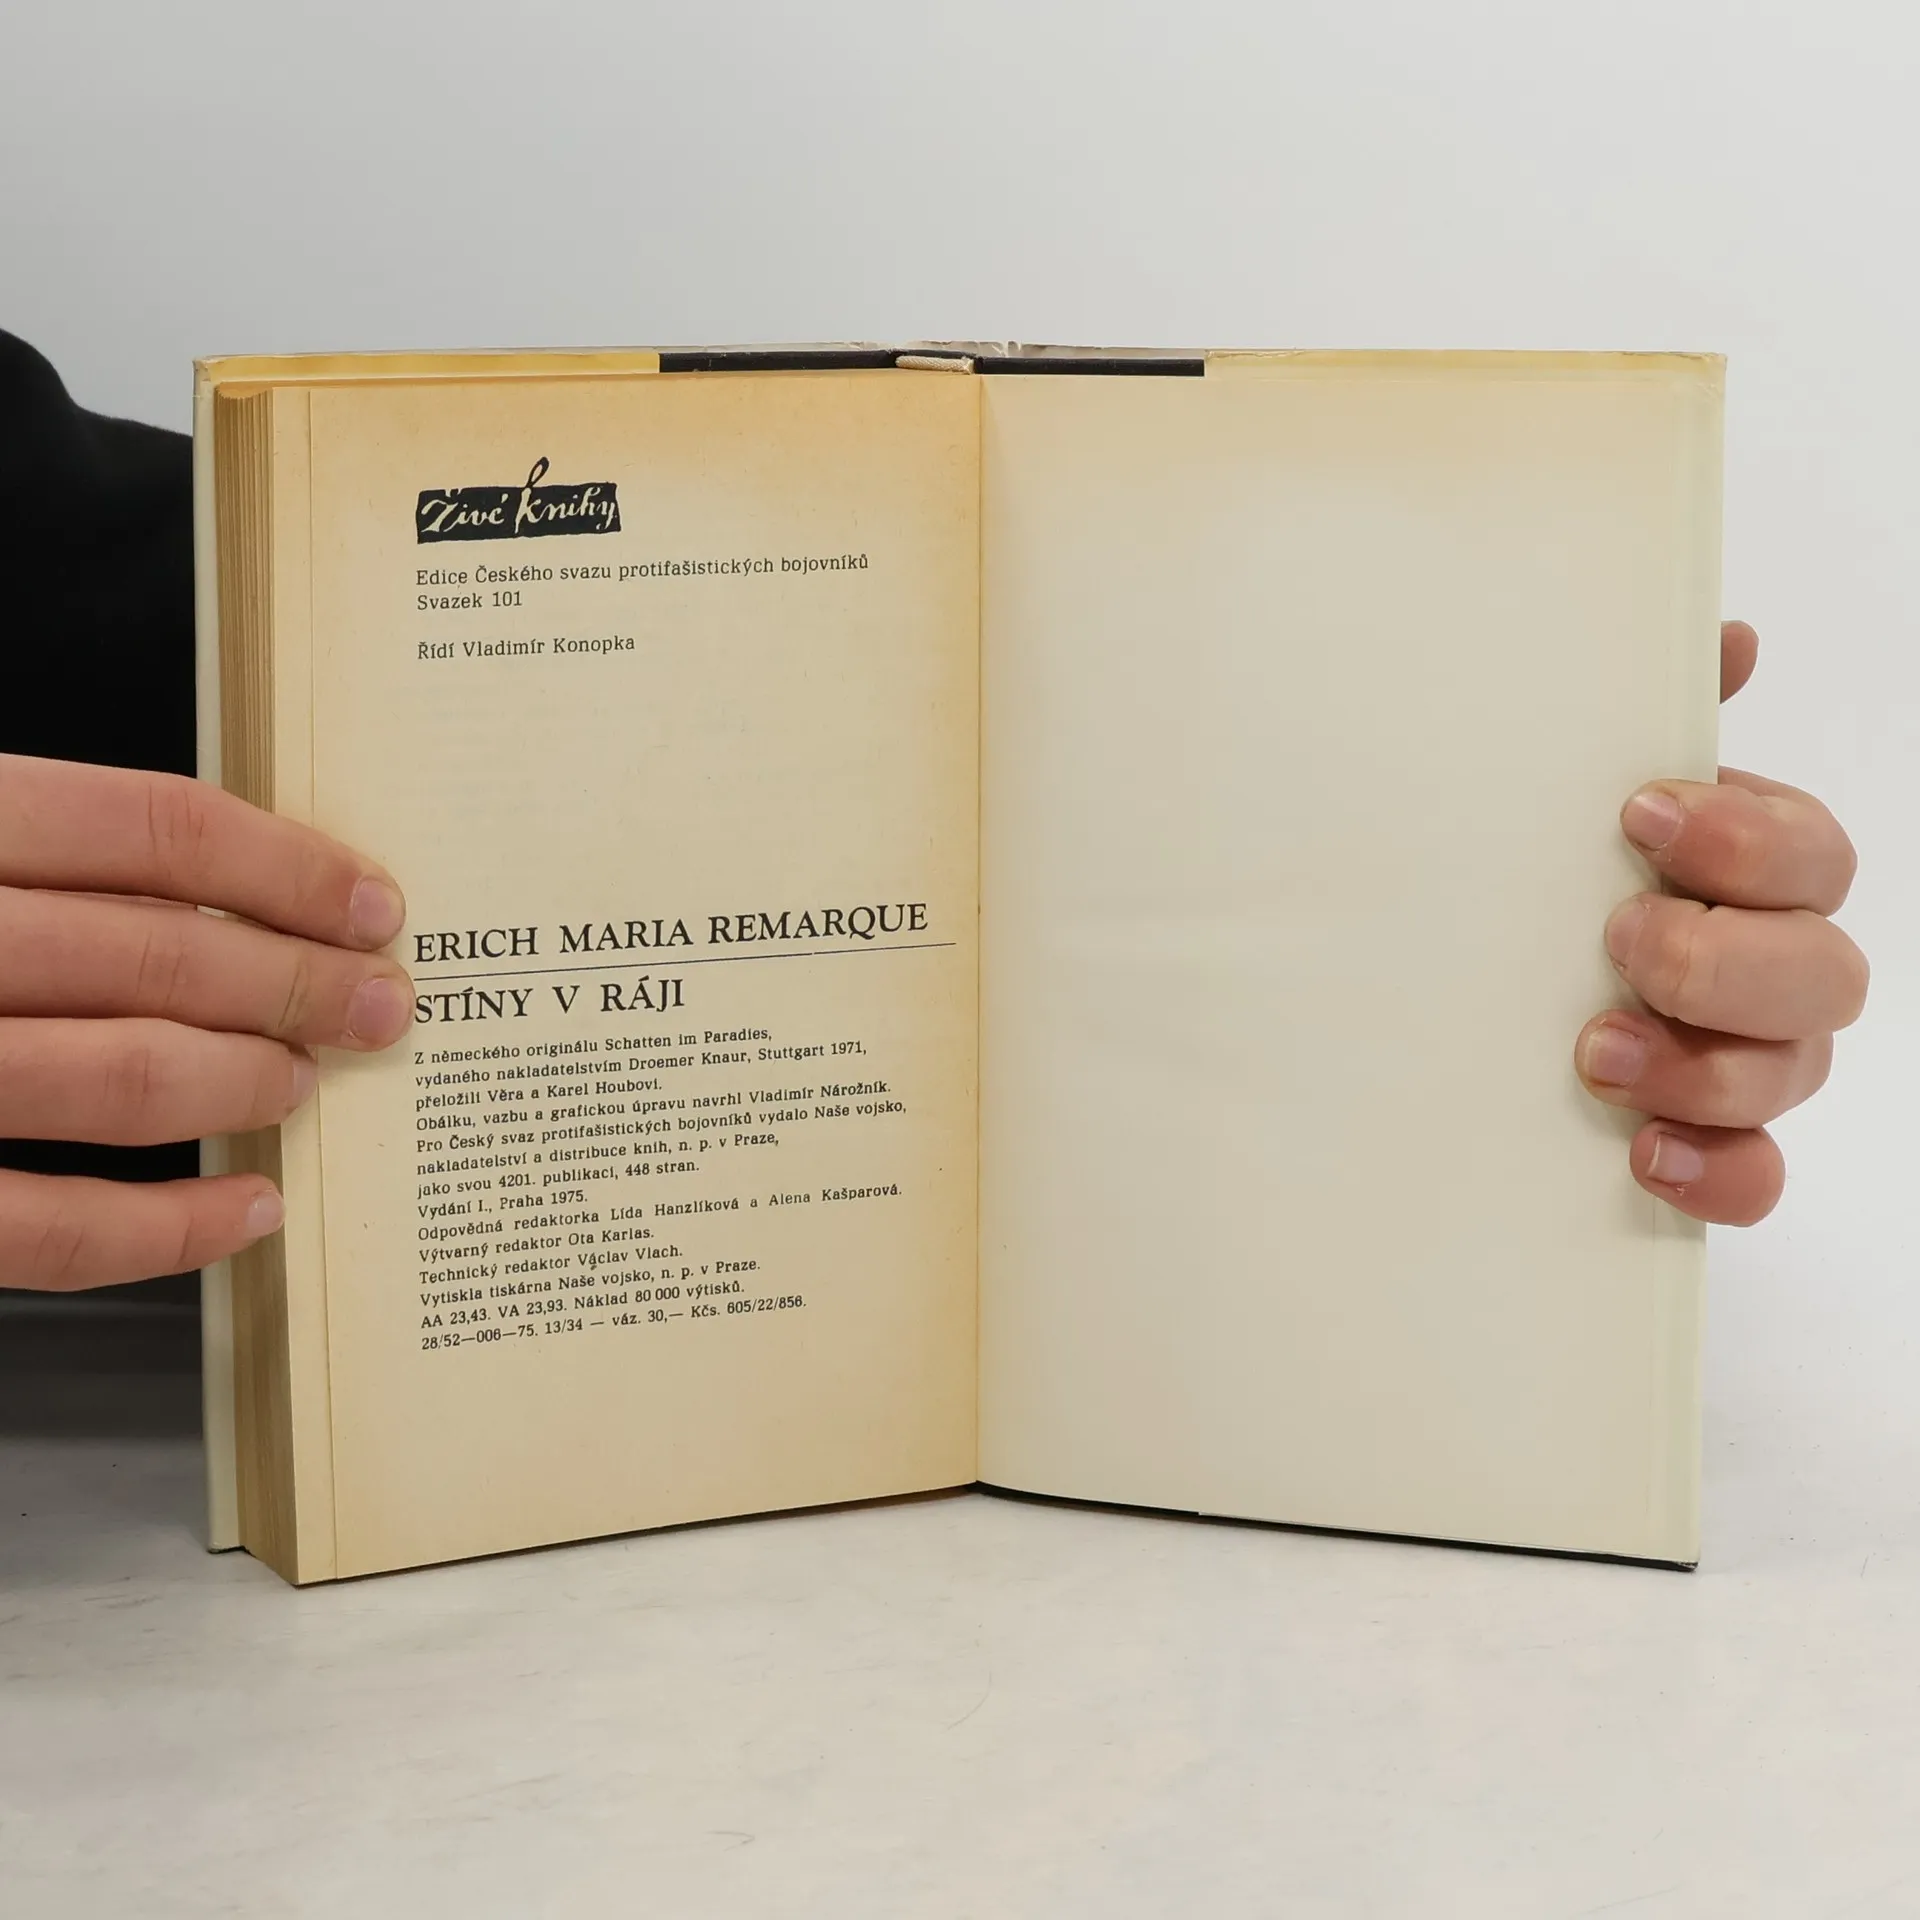 Živé knihy
Edice Českého svazu protifašistických bojovníků
Svazek 101
Řídí Vladimír Konopka
ERICH MARIA REMARQUE
STÍNY V RÁJI
Z německého originálu Schatten im Paradies,
vydaného nakladatelstvím Droemer Knaur, Stuttgart 1971,
přeložili Věra a Karel Houbovi.
Obálku, vazbu a grafickou úpravu navrhl Vladimír Nárožník.
Pro Český svaz protifašistických bojovníků vydalo Naše vojsko,
nakladatelství a distribuce knih, n. p. v Praze,
jako svou 4201. publikaci, 448 stran.
Vydání I., Praha 1975.
Odpovědná redaktorka Lída Hanzlíková a Alena Kašparová.
Výtvarný redaktor Ota Karlas.
Technický redaktor Václav Vlach.
Vytiskla tiskárna Naše vojsko, n. p. v Praze.
AA 23,43. VA 23,93. Náklad 80 000 výtisků.
28/52—006—75. 13/34 — váz. 30,— Kčs. 605/22/856.